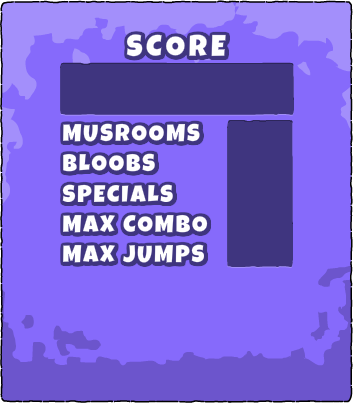 SCORE
MUSROOMS
BLOOBS
SPECIALS
MAX COMBO
MAX JUMPS